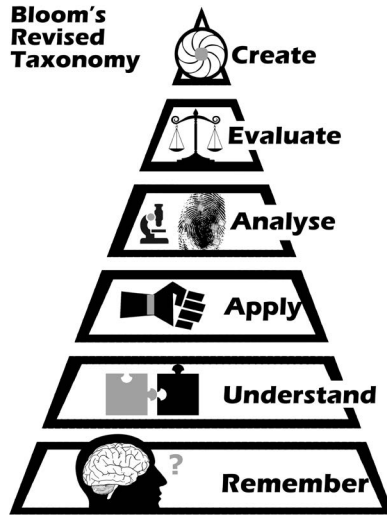 Bloom's
Revised
Taxonomy
Create
Evaluate
Analyse
Apply
Understand
?
Remember